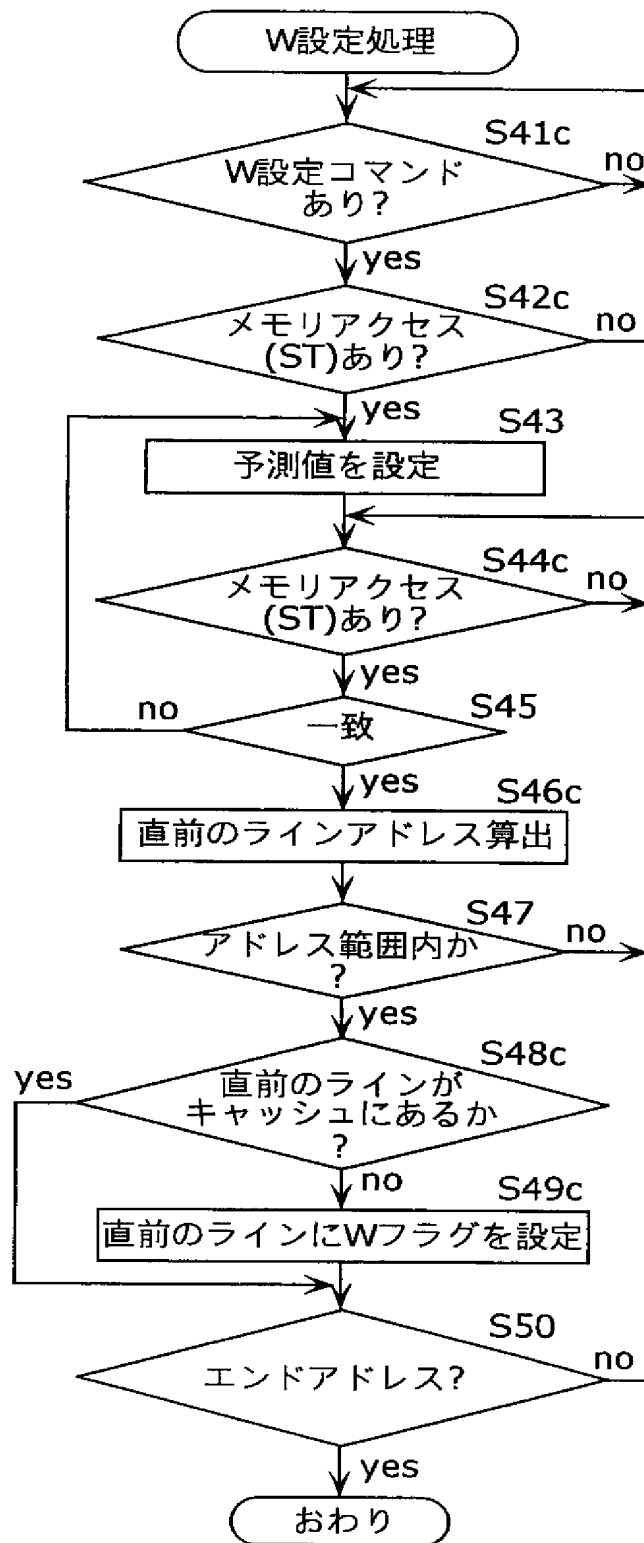 W設定処理
S41c
W設定コマンド
あり?
no
yes
S42c
メモリアクセス
(ST)あり?
no
yes
S43
予測値を設定
S44c
メモリアクセス
(ST)あり?
no
yes
S45
一致
no
yes
S46c
直前のラインアドレス算出
S47
アドレス範囲内か
?
no
yes
S48c
直前のラインが
キャッシュにあるか
?
yes
no
S49c
直前のラインにWフラグを設定
S50
エンドアドレス?
no
yes
おわり